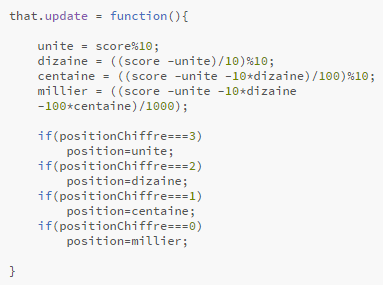 that.update = function(){
unite = score%10;
dizaine = ((score -unite)/10)%10;
centaine = ((score -unite -10*dizaine)/100)%10;
millier = ((score -unite -10*dizaine
-100*centaine)/1000);
if(positionChiffre===3)
position=unite;
if(positionChiffre===2)
position=dizaine;
if(positionChiffre===1)
position=centaine;
if(positionChiffre===0)
position=millier;
}